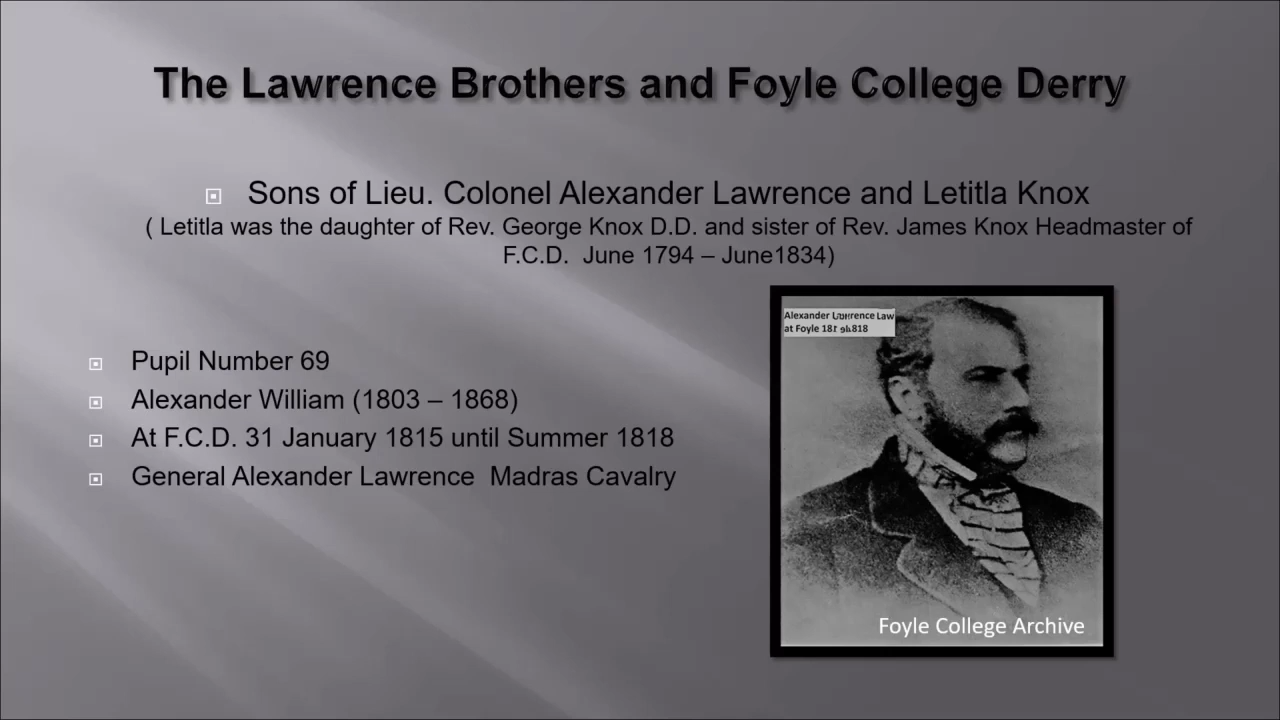 The Lawrence Brothers and Foyle College Derry
Sons of Lieu. Colonel Alexander Lawrence and Letitla Knox
( Letitla was the daughter of Rev. George Knox D.D. and sister of Rev. James Knox Headmaster of
F.C.D. June 1794 – June1834)
Pupil Number 69
Alexander William (1803 – 1868)
At F.C.D. 31 January 1815 until Summer 1818
General Alexander Lawrence Madras Cavalry
Alexander Law
at Foyle
Foyle College Archive